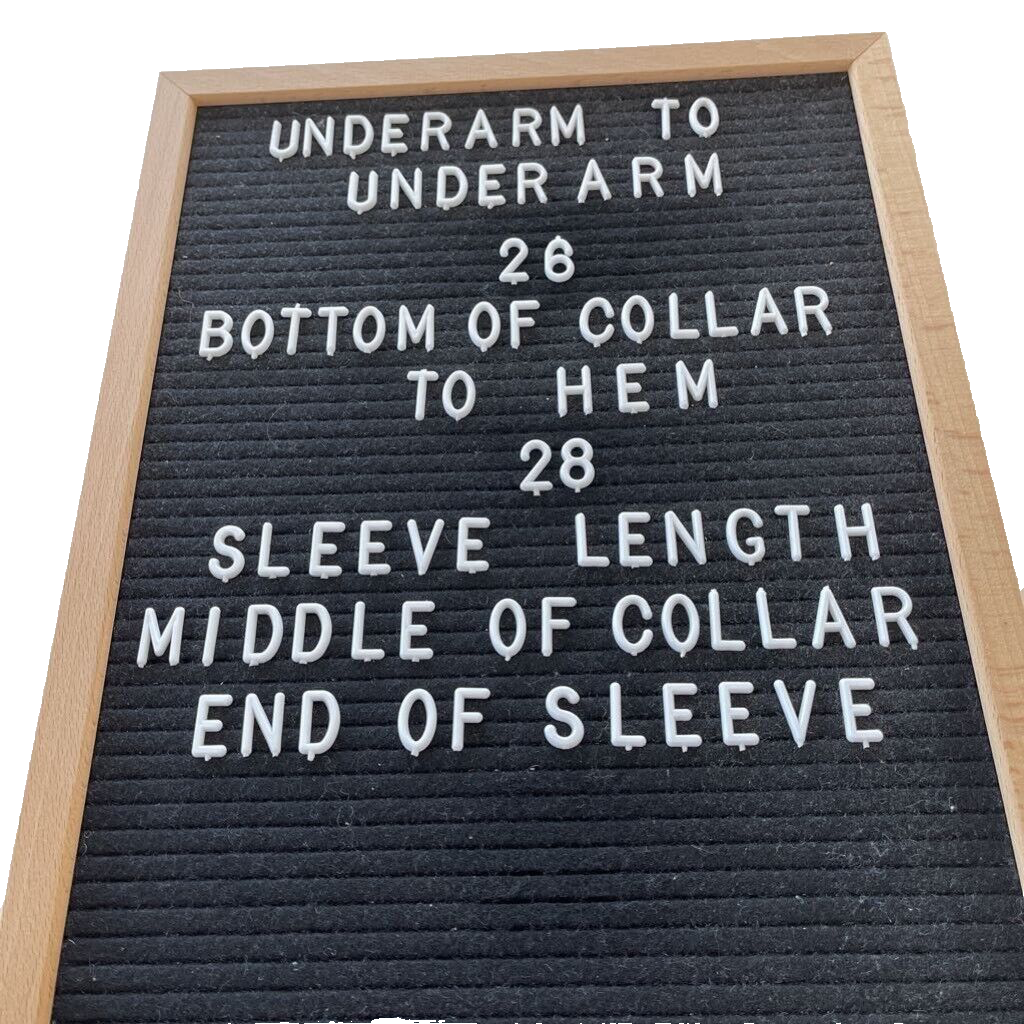 UNDERARM TO
UNDERARM
26
BOTTOM OF COLLAR
TO HEM
28
SLEEVE LENGTH
MIDDLE OF COLLAR
END OF SLEEVE